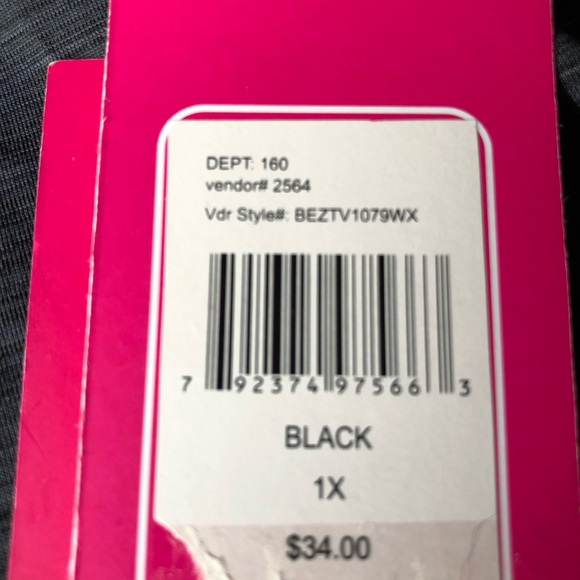 DEPT: 160
vendor# 2564
Vdr Style#: BEZTV1079WX
7 92374 97566 3
BLACK
1X
$34.00